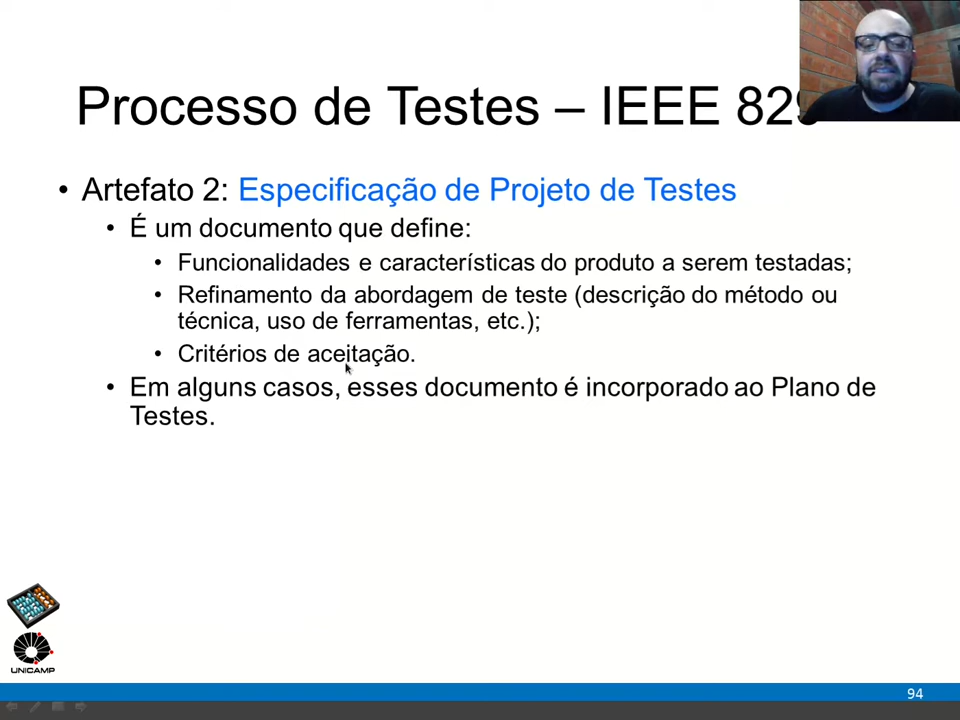 Processo de Testes – IEEE 829
• Artefato 2: Especificação de Projeto de Testes
• É um documento que define:
• Funcionalidades e características do produto a serem testadas;
• Refinamento da abordagem de teste (descrição do método ou
técnica, uso de ferramentas, etc.);
• Critérios de aceitação.
• Em alguns casos, esses documento é incorporado ao Plano de
Testes.
UNICAMP
94